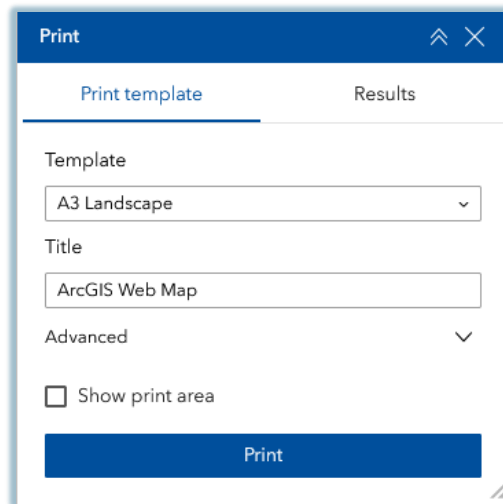 Print
Print template Results
Template
A3 Landscape
Title
ArcGIS Web Map
Advanced
Show print area
Print